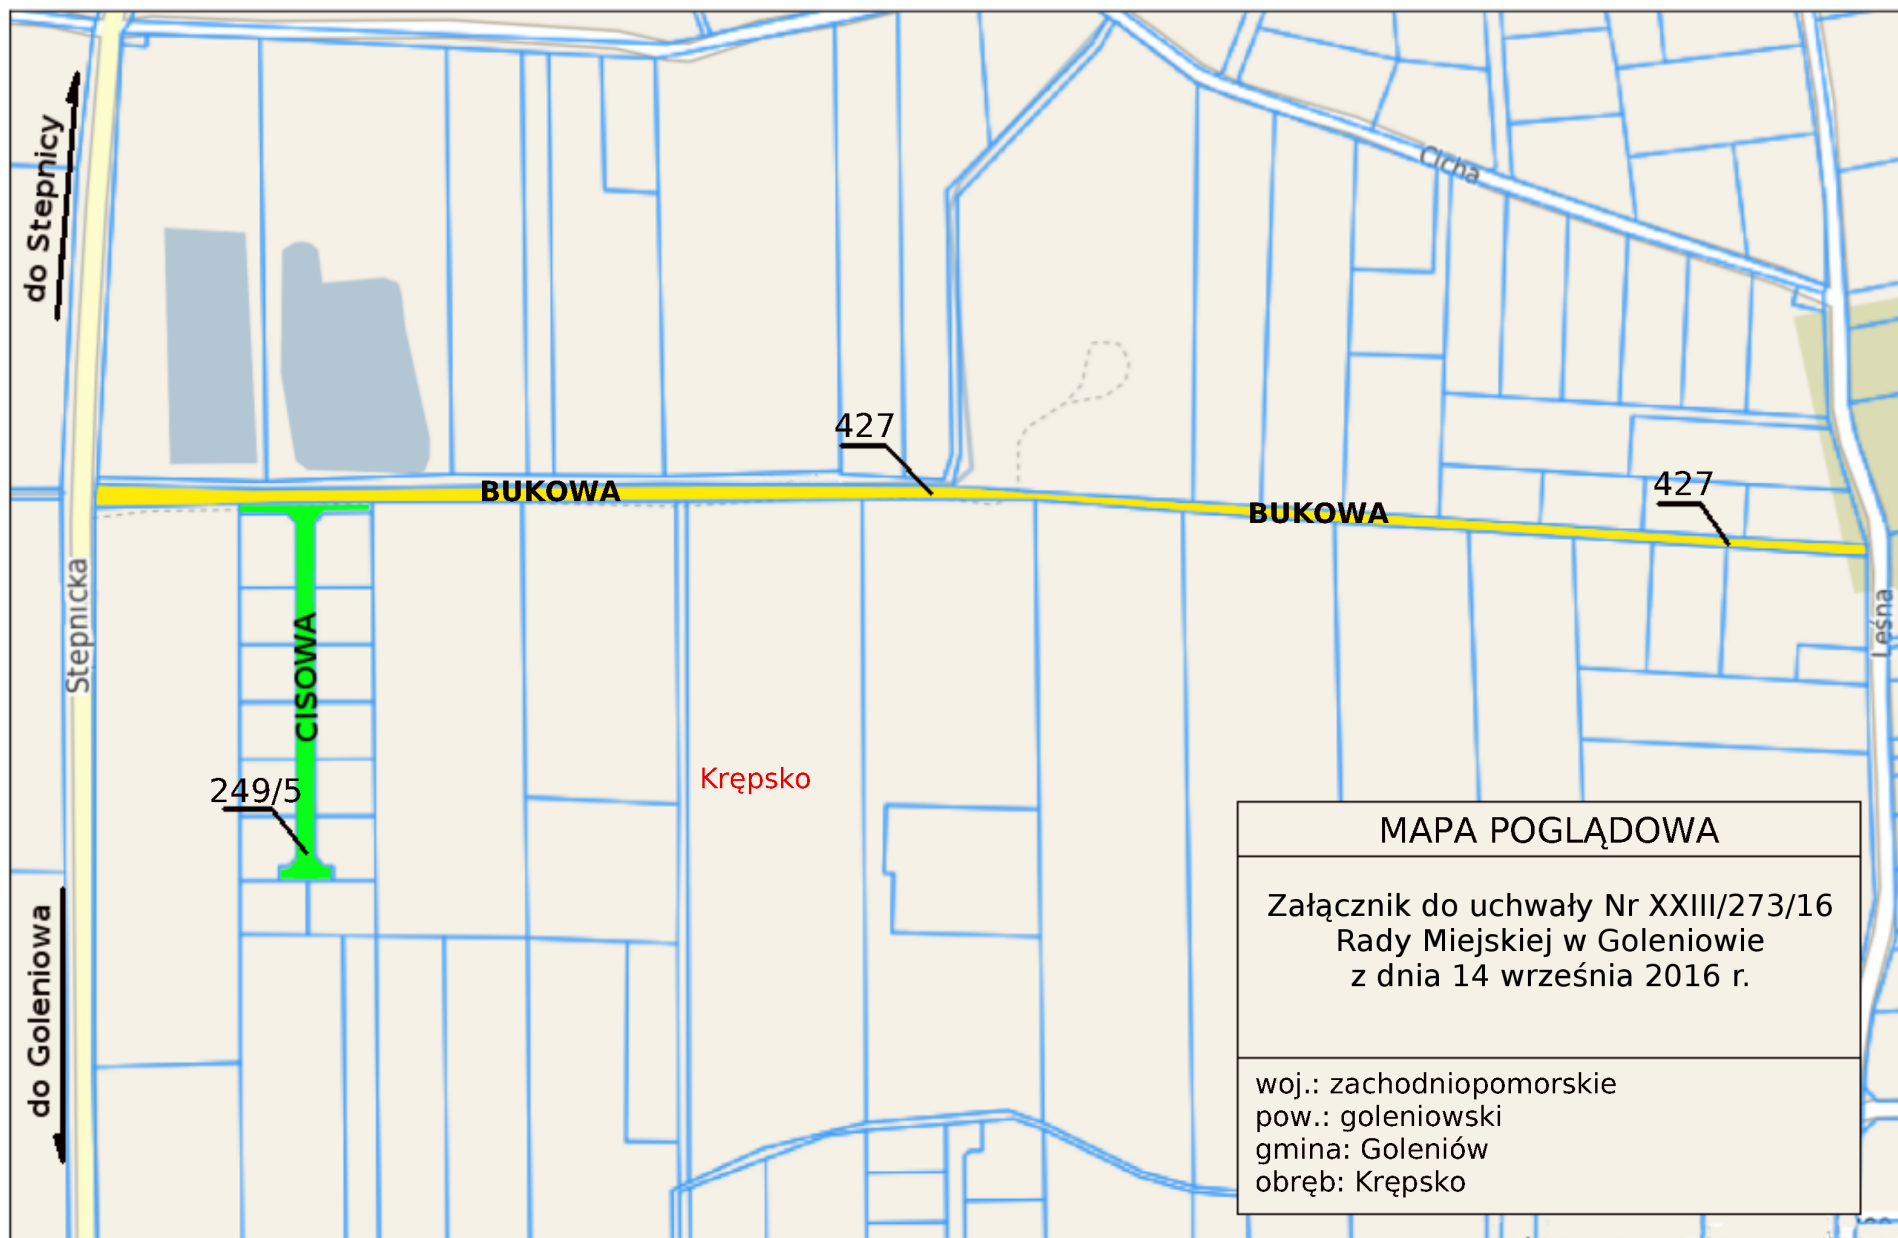 do Stepnicy
Cicha
427
427
BUKOWA
BUKOWA
Stepnicka
CISOWA
Leśna
Krępsko
249/5
do Goleniowa
MAPA POGLĄDOWA
Załącznik do uchwały Nr XXIII/273/16
Rady Miejskiej w Goleniowie
z dnia 14 września 2016 r.
woj.: zachodniopomorskie
pow.: goleniowski
gmina: Goleniów
obręb: Krępsko